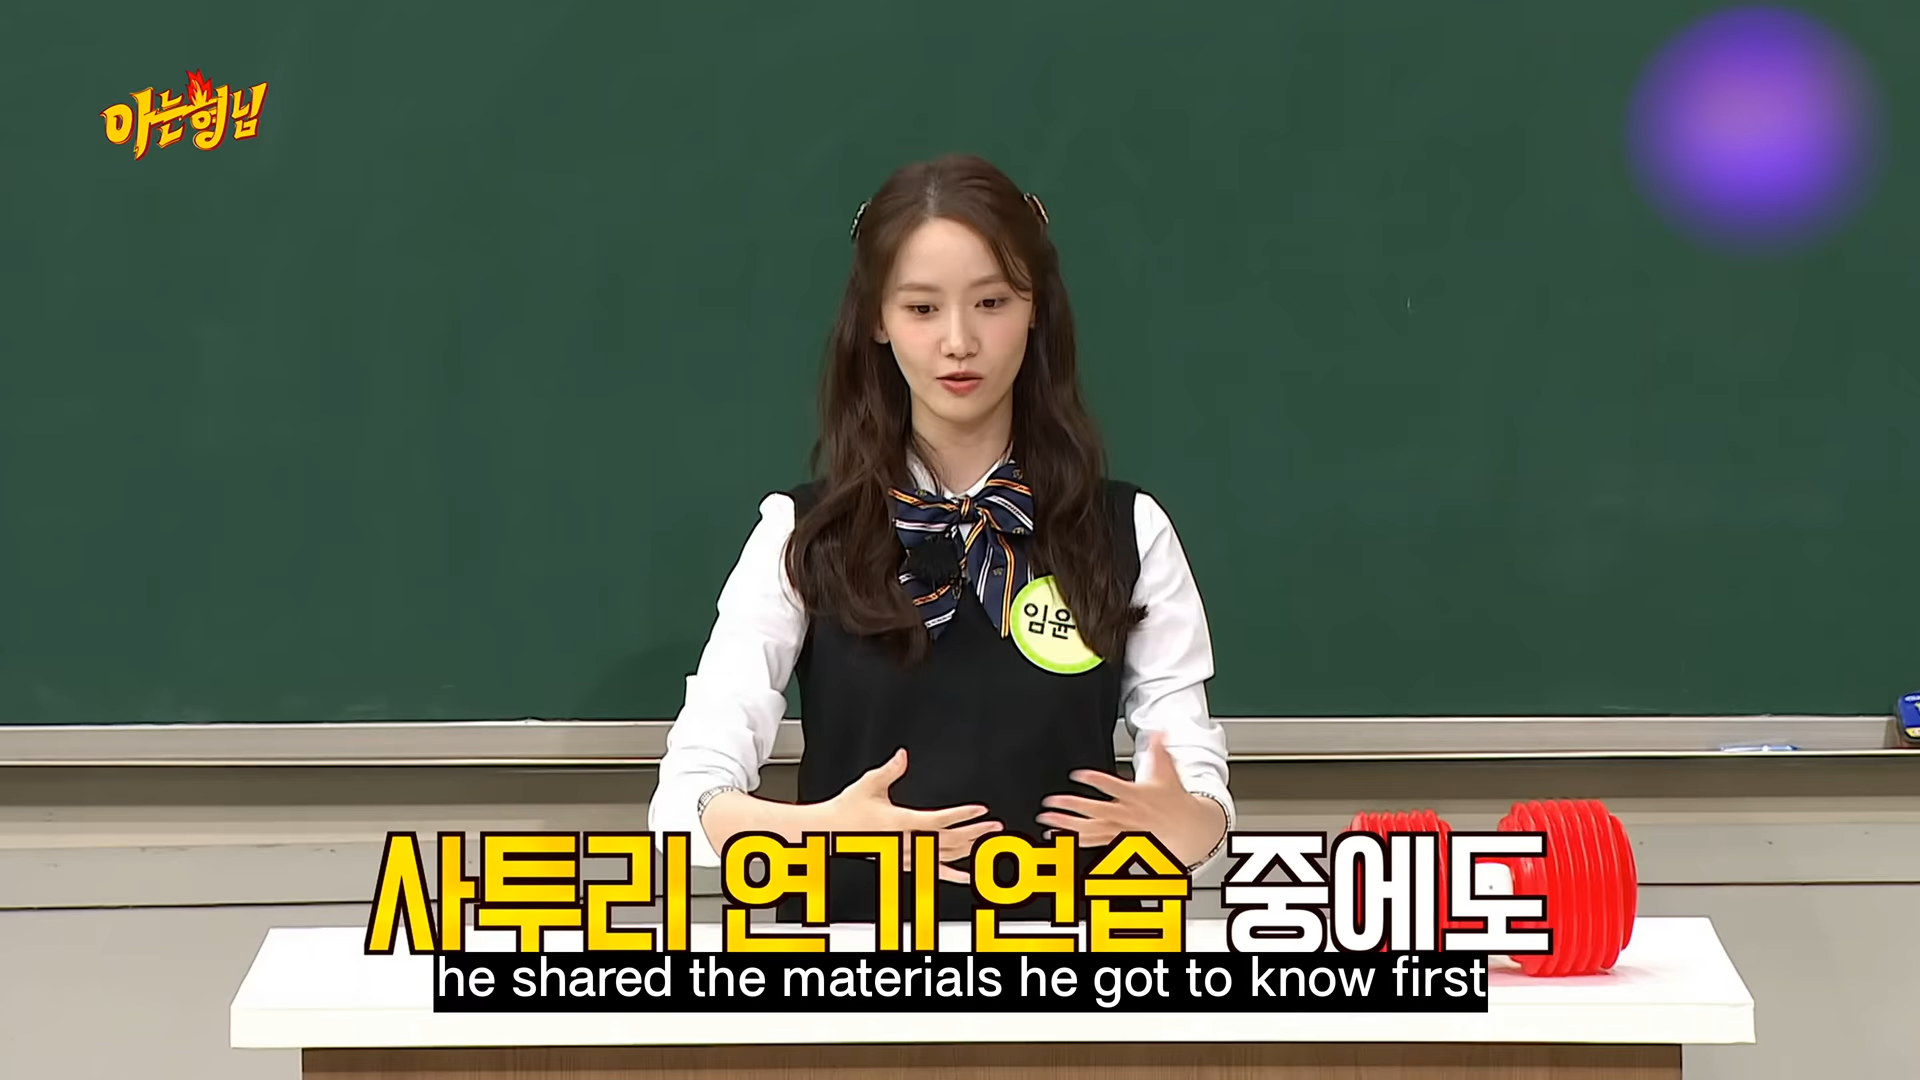 아는형님
임윤
사투리 연기 연습 중에도
he shared the materials he got to know first